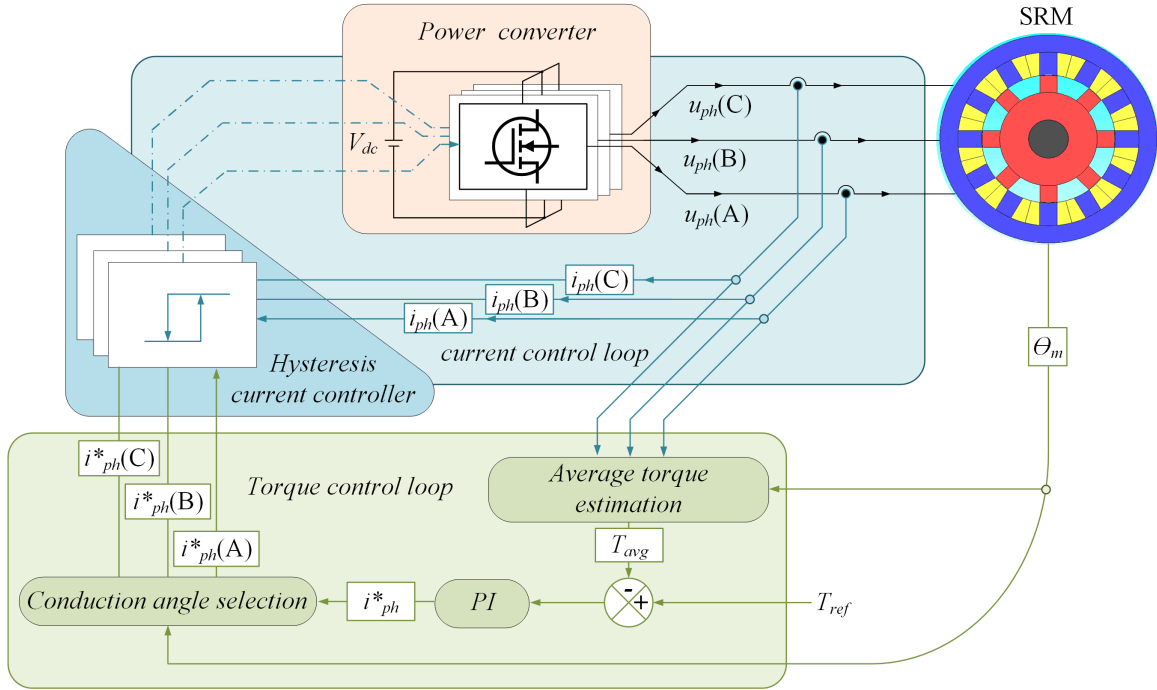 SRM
Power converter
V_dc
u_ph(C)
u_ph(B)
u_ph(A)
i_ph(C)
i_ph(B)
i_ph(A)
current control loop
Hysteresis
current controller
Θ_m
i*_ph(C)
i*_ph(B)
i*_ph(A)
Torque control loop
Average torque
estimation
T_avg
-
+
Conduction angle selection
i*_ph
PI
T_ref